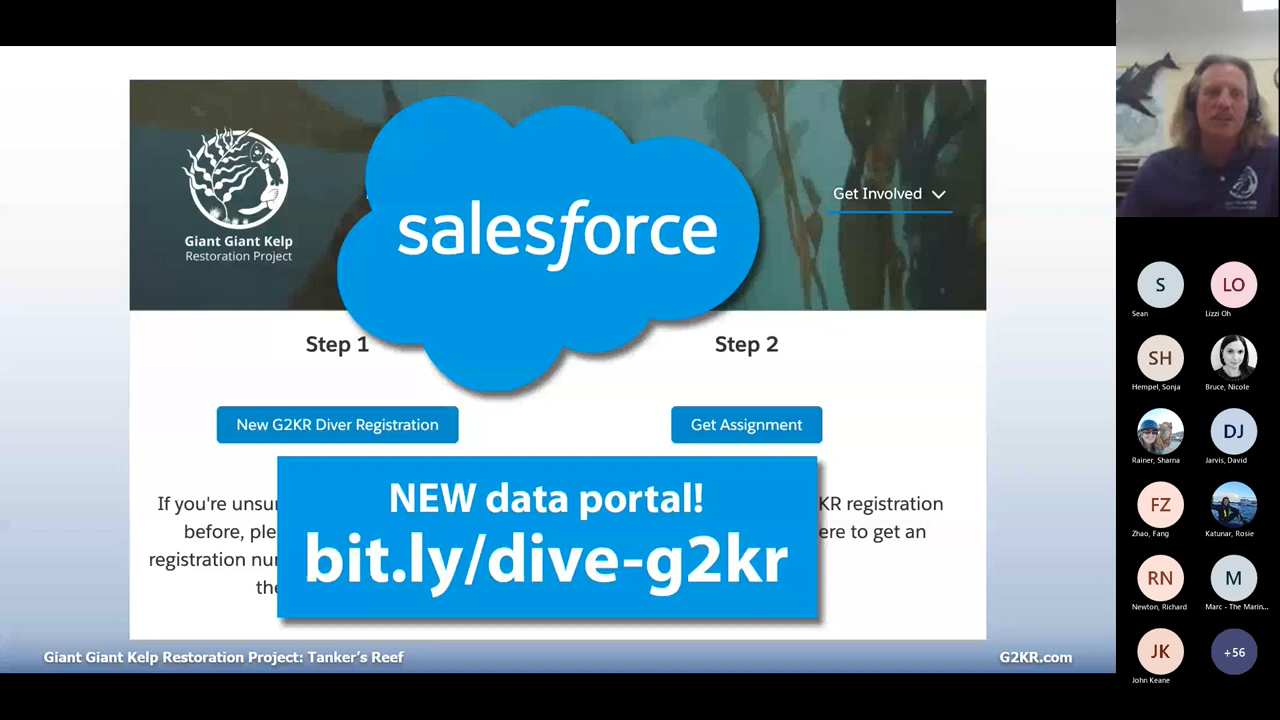 Giant Giant Kelp
Restoration Project
salesforce
Get Involved
Step 1
Step 2
New G2KR Diver Registration
Get Assignment
If you're unsu
KR registration
before, ple
ere to get an
registration nu
the
NEW data portal!
bit.ly/dive-g2kr
Giant Giant Kelp Restoration Project: Tanker's Reef
G2KR.com
S
LO
Sean
Lizzi Oh
SH
Hempel, Sonja
Bruce, Nicole
DJ
Rainer, Sharna
Jarvis, David
FZ
Zhao, Fang
Katunar, Rosie
RN
M
Newton, Richard
Marc - The Marin...
JK
+56
John Keane